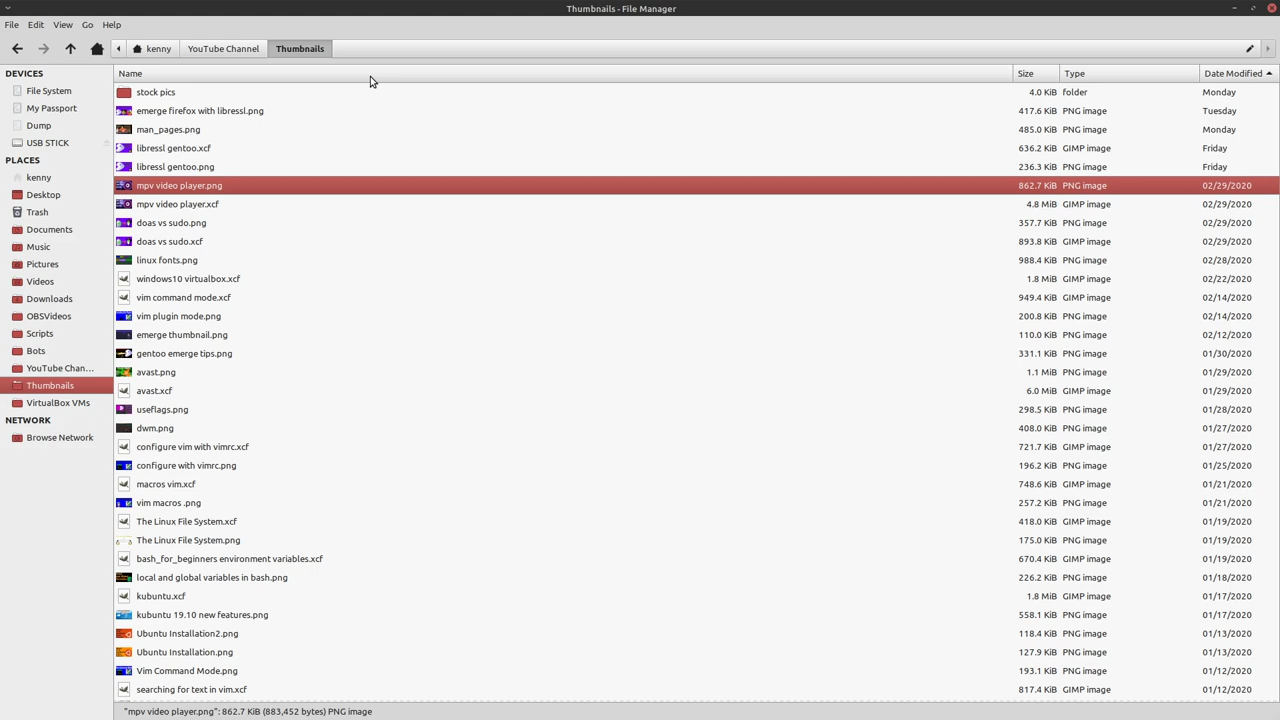 Thumbnails - File Manager
File Edit View Go Help
kenny YouTube Channel Thumbnails
DEVICES
File System
My Passport
Dump
USB STICK
PLACES
kenny
Desktop
Trash
Documents
Music
Pictures
Videos
Downloads
OBSVideos
Scripts
Bots
YouTube Chan...
Thumbnails
VirtualBox VMs
NETWORK
Browse Network
Name Size Type Date Modified
stock pics 4.0 KiB folder Monday
emerge firefox with libressl.png 417.6 KiB PNG image Tuesday
man_pages.png 485.0 KiB PNG image Monday
libressl gentoo.xcf 636.2 KiB GIMP image Friday
libressl gentoo.png 236.3 KiB PNG image Friday
mpv video player.png 862.7 KiB PNG image 02/29/2020
mpv video player.xcf 4.8 MiB GIMP image 02/29/2020
doas vs sudo.png 357.7 KiB PNG image 02/29/2020
doas vs sudo.xcf 893.8 KiB GIMP image 02/29/2020
linux fonts.png 988.4 KiB PNG image 02/28/2020
windows10 virtualbox.xcf 1.8 MiB GIMP image 02/22/2020
vim command mode.xcf 949.4 KiB GIMP image 02/14/2020
vim plugin mode.png 200.8 KiB PNG image 02/14/2020
emerge thumbnail.png 110.0 KiB PNG image 02/12/2020
gentoo emerge tips.png 331.1 KiB PNG image 01/30/2020
avast.png 1.1 MiB PNG image 01/29/2020
avast.xcf 6.0 MiB GIMP image 01/29/2020
useflags.png 298.5 KiB PNG image 01/28/2020
dwm.png 408.0 KiB PNG image 01/27/2020
configure vim with vimrc.xcf 721.7 KiB GIMP image 01/27/2020
configure with vimrc.png 196.2 KiB PNG image 01/25/2020
macros vim.xcf 748.6 KiB GIMP image 01/21/2020
vim macros .png 257.2 KiB PNG image 01/21/2020
The Linux File System.xcf 418.0 KiB GIMP image 01/19/2020
The Linux File System.png 175.0 KiB PNG image 01/19/2020
bash_for_beginners environment variables.xcf 670.4 KiB GIMP image 01/19/2020
local and global variables in bash.png 226.2 KiB PNG image 01/18/2020
kubuntu.xcf 1.8 MiB GIMP image 01/17/2020
kubuntu 19.10 new features.png 558.1 KiB PNG image 01/17/2020
Ubuntu Installation2.png 118.4 KiB PNG image 01/13/2020
Ubuntu Installation.png 127.9 KiB PNG image 01/13/2020
Vim Command Mode.png 193.1 KiB PNG image 01/12/2020
searching for text in vim.xcf 817.4 KiB GIMP image 01/12/2020
"mpv video player.png": 862.7 KiB (883,452 bytes) PNG image